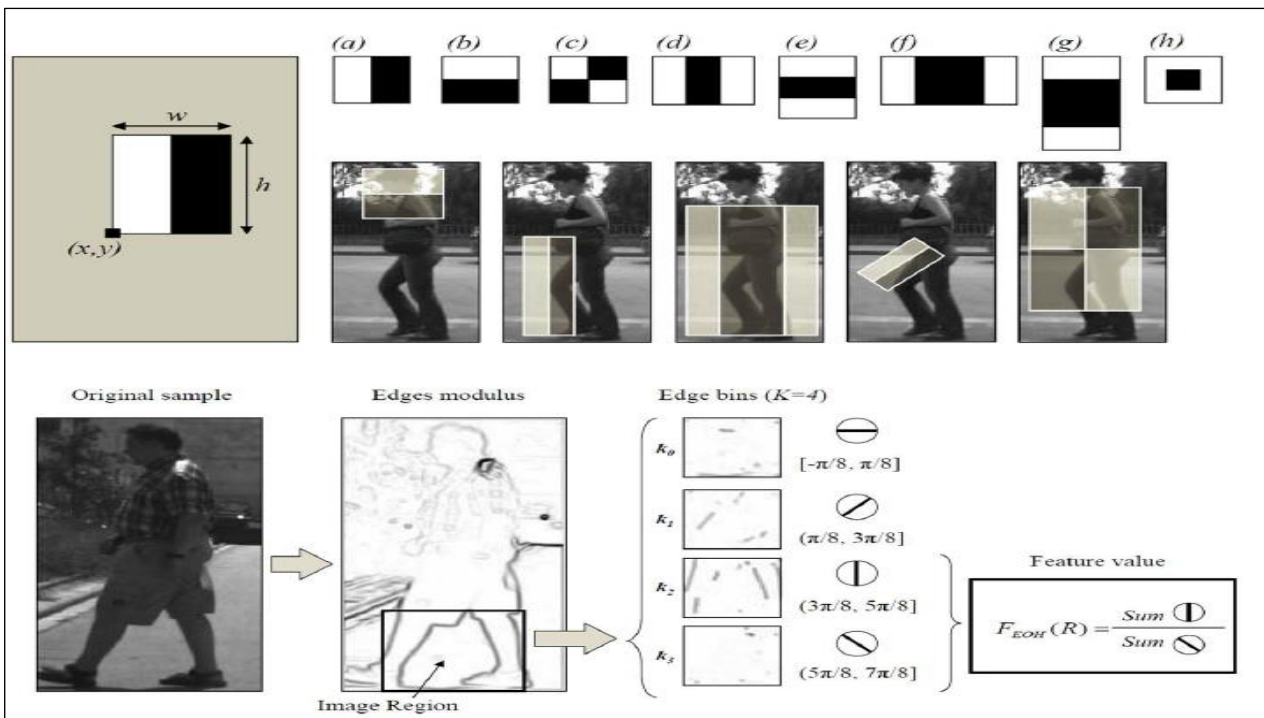 (a) (b) (c) (d) (e) (f) (g) (h)
w
h
(x,y)
Original sample
Edges modulus
Edge bins (K=4)
k₀
[-π/8, π/8]
k₁
(π/8, 3π/8]
k₂
(3π/8, 5π/8]
k₃
(5π/8, 7π/8]
Image Region
Feature value
F_EOH (R) = Sum / Sum